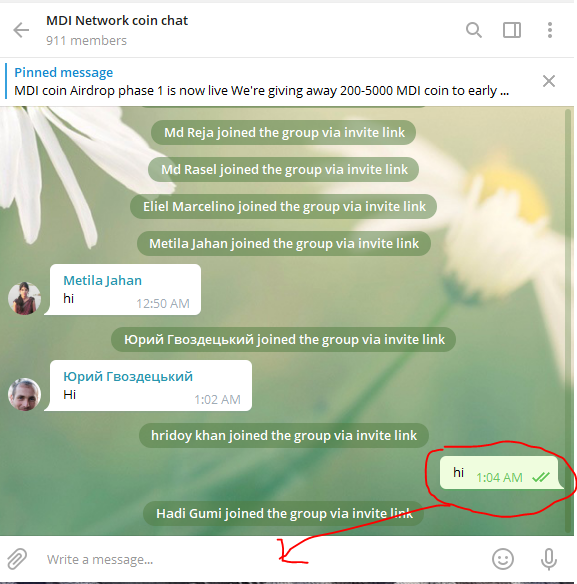 MDI Network coin chat
911 members
Pinned message
MDI coin Airdrop phase 1 is now live We're giving away 200-5000 MDI coin to early ...
Md Reja joined the group via invite link
Md Rasel joined the group via invite link
Eliel Marcelino joined the group via invite link
Metila Jahan joined the group via invite link
Metila Jahan
hi
12:50 AM
Юрий Гвоздецький joined the group via invite link
Юрий Гвоздецький
Hi
1:02 AM
hridoy khan joined the group via invite link
hi
1:04 AM
Hadi Gumi joined the group via invite link
Write a message...